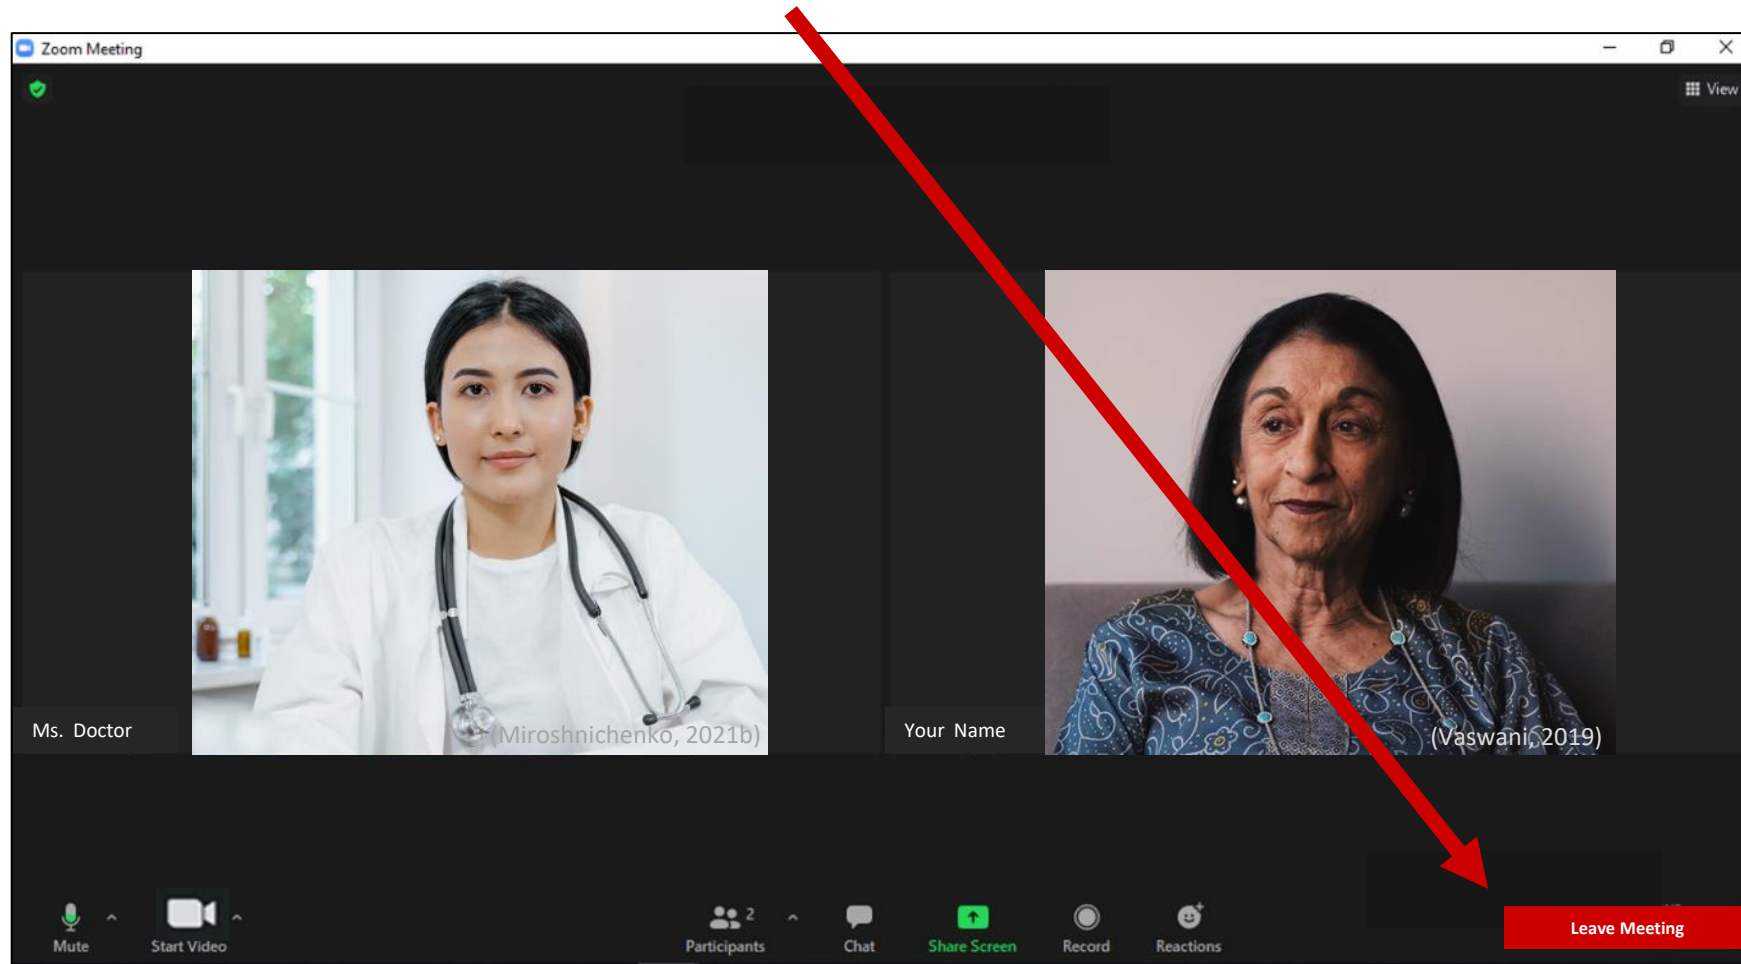 Zoom Meeting
View
Ms. Doctor
(Miroshnichenko, 2021b)
Your Name
(Vaswani, 2019)
Mute
Start Video
2
Participants
Chat
Share Screen
Record
Reactions
Leave Meeting